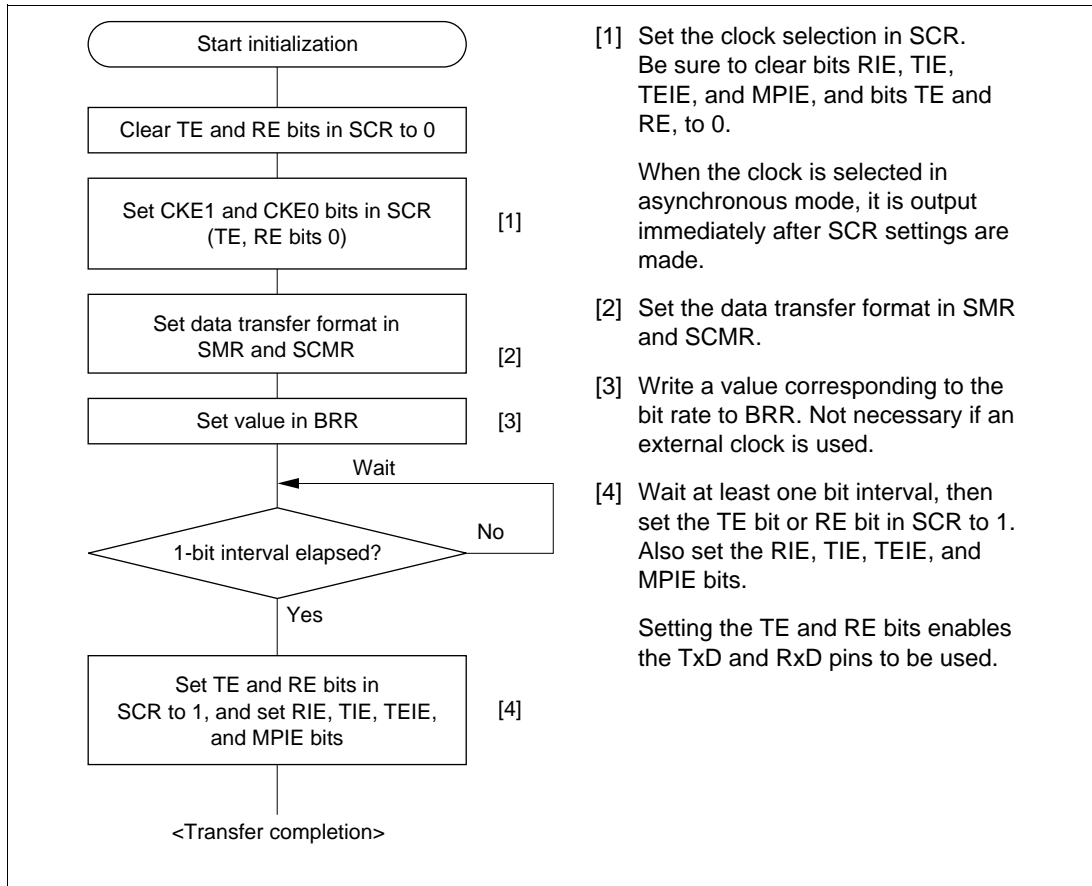 Start initialization
Clear TE and RE bits in SCR to 0
Set CKE1 and CKE0 bits in SCR
(TE, RE bits 0)
[1]
Set data transfer format in
SMR and SCMR
[2]
Set value in BRR
[3]
Wait
1-bit interval elapsed?
No
Yes
Set TE and RE bits in
SCR to 1, and set RIE, TIE, TEIE,
and MPIE bits
[4]
<Transfer completion>
[1] Set the clock selection in SCR.
Be sure to clear bits RIE, TIE,
TEIE, and MPIE, and bits TE and
RE, to 0.
When the clock is selected in
asynchronous mode, it is output
immediately after SCR settings are
made.
[2] Set the data transfer format in SMR
and SCMR.
[3] Write a value corresponding to the
bit rate to BRR. Not necessary if an
external clock is used.
[4] Wait at least one bit interval, then
set the TE bit or RE bit in SCR to 1.
Also set the RIE, TIE, TEIE, and
MPIE bits.
Setting the TE and RE bits enables
the TxD and RxD pins to be used.